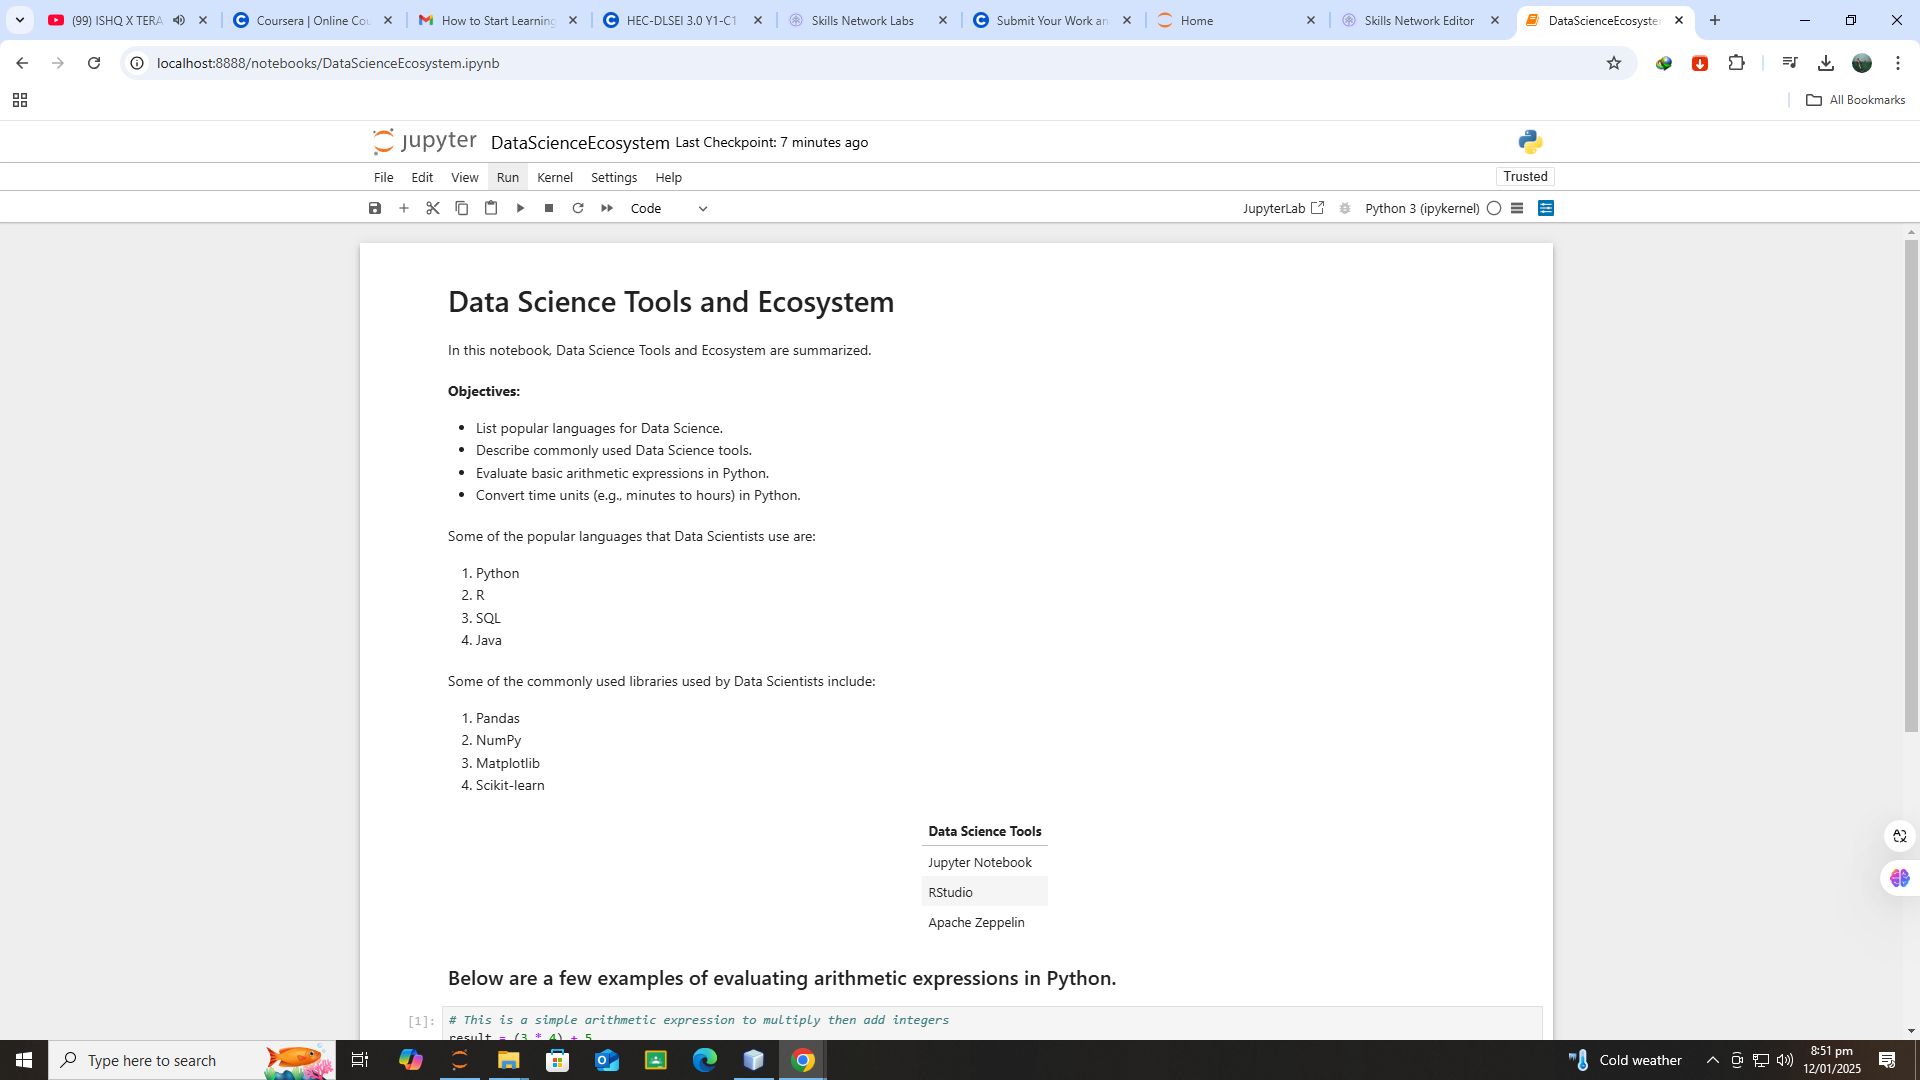 (99) ISHQ X TERA
Coursera | Online Cou
How to Start Learning
HEC-DLSEI 3.0 Y1-C1
Skills Network Labs
Submit Your Work an
Home
Skills Network Editor
DataScienceEcosystem
localhost:8888/notebooks/DataScienceEcosystem.ipynb
All Bookmarks
jupyter DataScienceEcosystem Last Checkpoint: 7 minutes ago
File Edit View Run Kernel Settings Help
Trusted
Code
JupyterLab
Python 3 (ipykernel)
Data Science Tools and Ecosystem
In this notebook, Data Science Tools and Ecosystem are summarized.
Objectives:
• List popular languages for Data Science.
• Describe commonly used Data Science tools.
• Evaluate basic arithmetic expressions in Python.
• Convert time units (e.g., minutes to hours) in Python.
Some of the popular languages that Data Scientists use are:
1. Python
2. R
3. SQL
4. Java
Some of the commonly used libraries used by Data Scientists include:
1. Pandas
2. NumPy
3. Matplotlib
4. Scikit-learn
Data Science Tools
Jupyter Notebook
RStudio
Apache Zeppelin
Below are a few examples of evaluating arithmetic expressions in Python.
[1]: # This is a simple arithmetic expression to multiply then add integers
result = (3 * 4) + 5
Type here to search
Cold weather
8:51 pm
12/01/2025